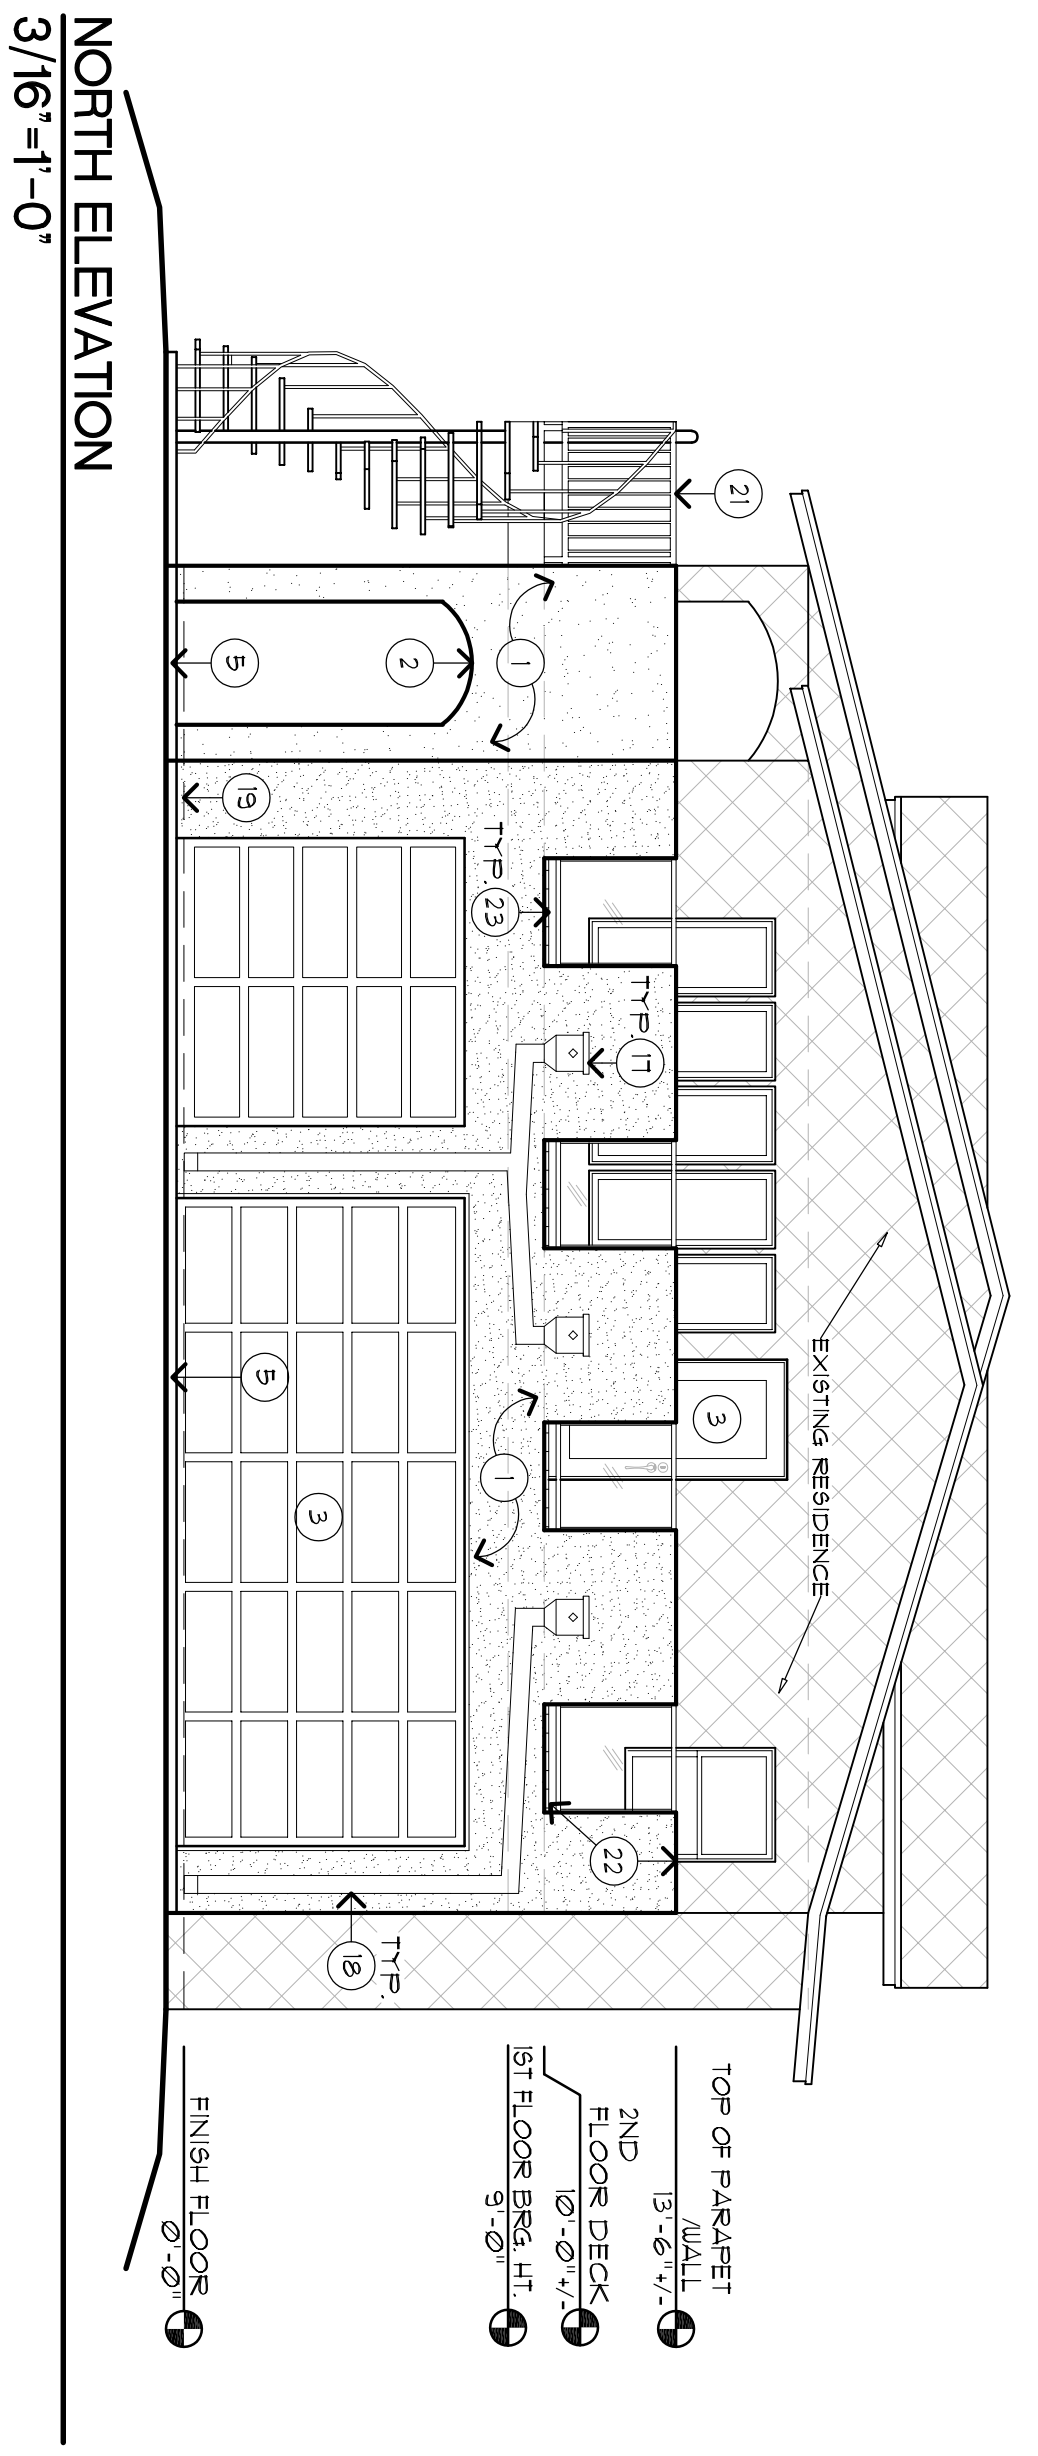 EXISTING RESIDENCE
21
3
TOP OF PARAPET
/WALL
13'-6" +/-
TYP. 17
22
2ND
FLOOR DECK
10'-0" +/-
1
TYP. 23
1
1ST FLOOR BRG. HT.
9'-0"
2
TYP.
18
3
5
19
5
FINISH FLOOR
0'-0"
NORTH ELEVATION
3/16"=1'-0"